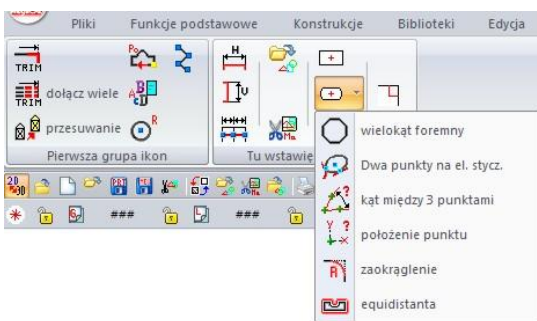 Pliki Funkcje podstawowe Konstrukcje Biblioteki Edycja
TRIM
TRIM dołącz wiele
przesuwanie
Pierwsza grupa ikon
Tu wstawie
wielokąt foremny
Dwa punkty na el. stycz.
kąt między 3 punktami
położenie punktu
zaokrąglenie
equidistanta
### ###